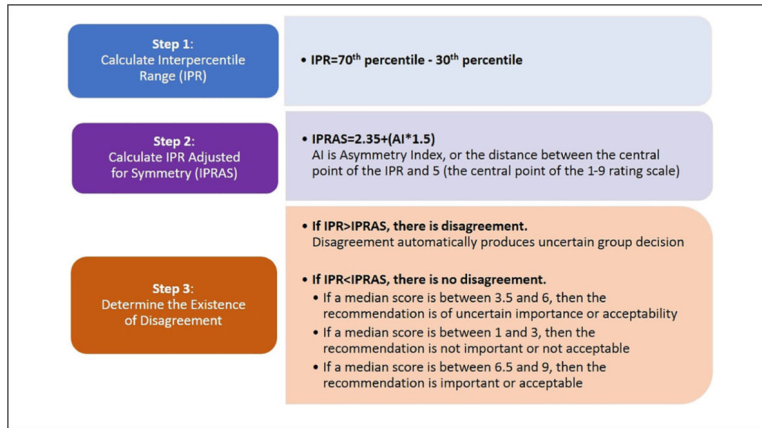 Step 1:
Calculate Interpercentile
Range (IPR)
• IPR=70th percentile - 30th percentile
Step 2:
Calculate IPR Adjusted
for Symmetry (IPRAS)
• IPRAS=2.35+(AI*1.5)
AI is Asymmetry Index, or the distance between the central
point of the IPR and 5 (the central point of the 1-9 rating scale)
Step 3:
Determine the Existence
of Disagreement
• If IPR>IPRAS, there is disagreement.
Disagreement automatically produces uncertain group decision
• If IPR<IPRAS, there is no disagreement.
• If a median score is between 3.5 and 6, then the
recommendation is of uncertain importance or acceptability
• If a median score is between 1 and 3, then the
recommendation is not important or not acceptable
• If a median score is between 6.5 and 9, then the
recommendation is important or acceptable